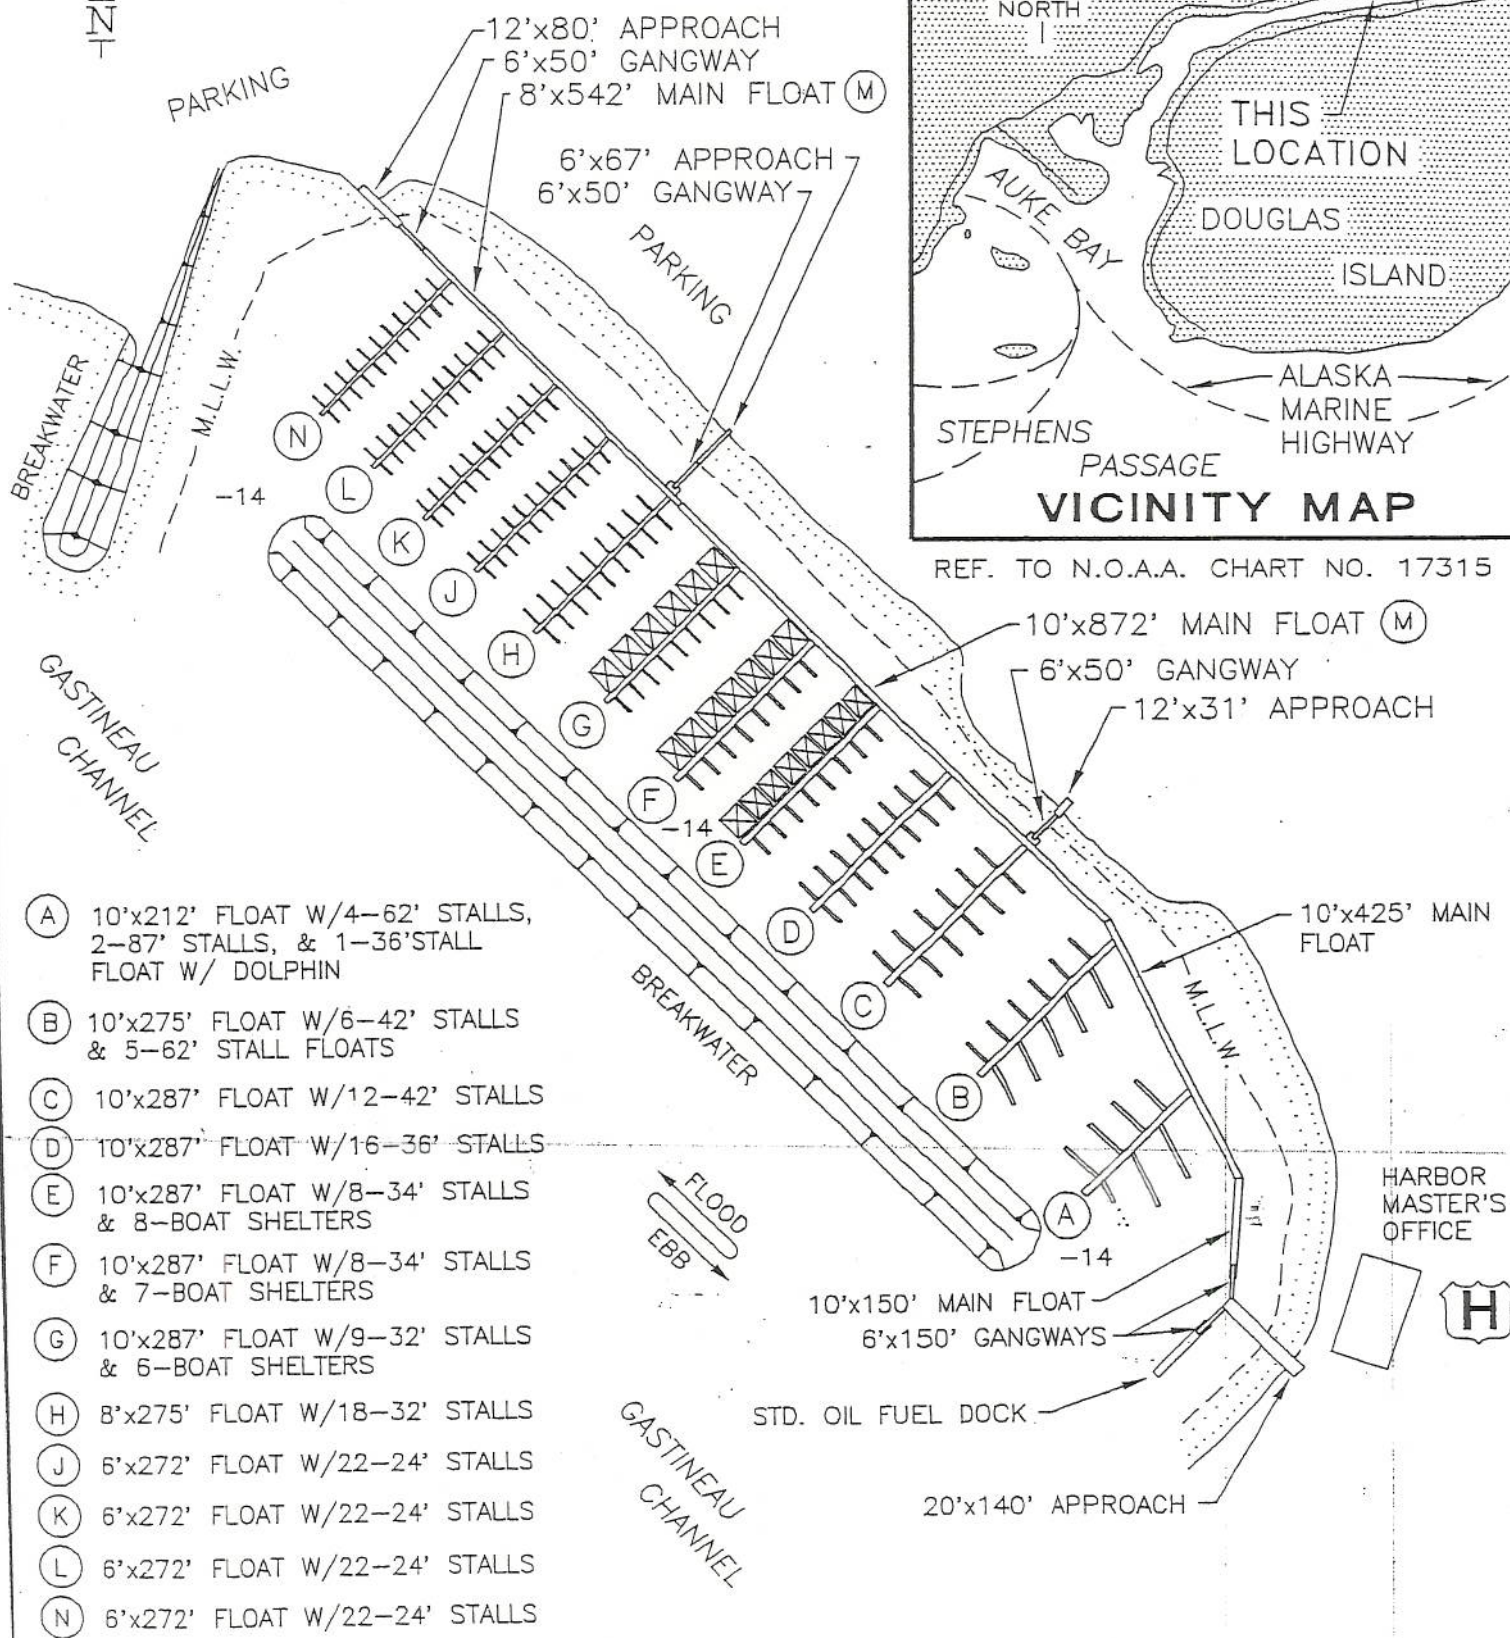 N
12'x80' APPROACH
6'x50' GANGWAY
8'x542' MAIN FLOAT M
PARKING
6'x67' APPROACH
6'x50' GANGWAY
PARKING
M.L.L.W.
BREAKWATER
-14
N
L
K
J
H
G
F
-14
E
D
C
B
A
-14
NORTH
THIS
LOCATION
AUKE BAY
DOUGLAS
ISLAND
ALASKA
MARINE
HIGHWAY
STEPHENS
PASSAGE
VICINITY MAP
REF. TO N.O.A.A. CHART NO. 17315
10'x872' MAIN FLOAT M
6'x50' GANGWAY
12'x31' APPROACH
GASTINEAU
CHANNEL
10'x425' MAIN
FLOAT
M.L.L.W.
BREAKWATER
FLOOD
EBB
HARBOR
MASTER'S
OFFICE
H
10'x150' MAIN FLOAT
6'x150' GANGWAYS
STD. OIL FUEL DOCK
20'x140' APPROACH
GASTINEAU
CHANNEL
A 10'x212' FLOAT W/4-62' STALLS,
2-87' STALLS, & 1-36'STALL
FLOAT W/ DOLPHIN
B 10'x275' FLOAT W/6-42' STALLS
& 5-62' STALL FLOATS
C 10'x287' FLOAT W/12-42' STALLS
D 10'x287' FLOAT W/16-36' STALLS
E 10'x287' FLOAT W/8-34' STALLS
& 8-BOAT SHELTERS
F 10'x287' FLOAT W/8-34' STALLS
& 7-BOAT SHELTERS
G 10'x287' FLOAT W/9-32' STALLS
& 6-BOAT SHELTERS
H 8'x275' FLOAT W/18-32' STALLS
J 6'x272' FLOAT W/22-24' STALLS
K 6'x272' FLOAT W/22-24' STALLS
L 6'x272' FLOAT W/22-24' STALLS
N 6'x272' FLOAT W/22-24' STALLS